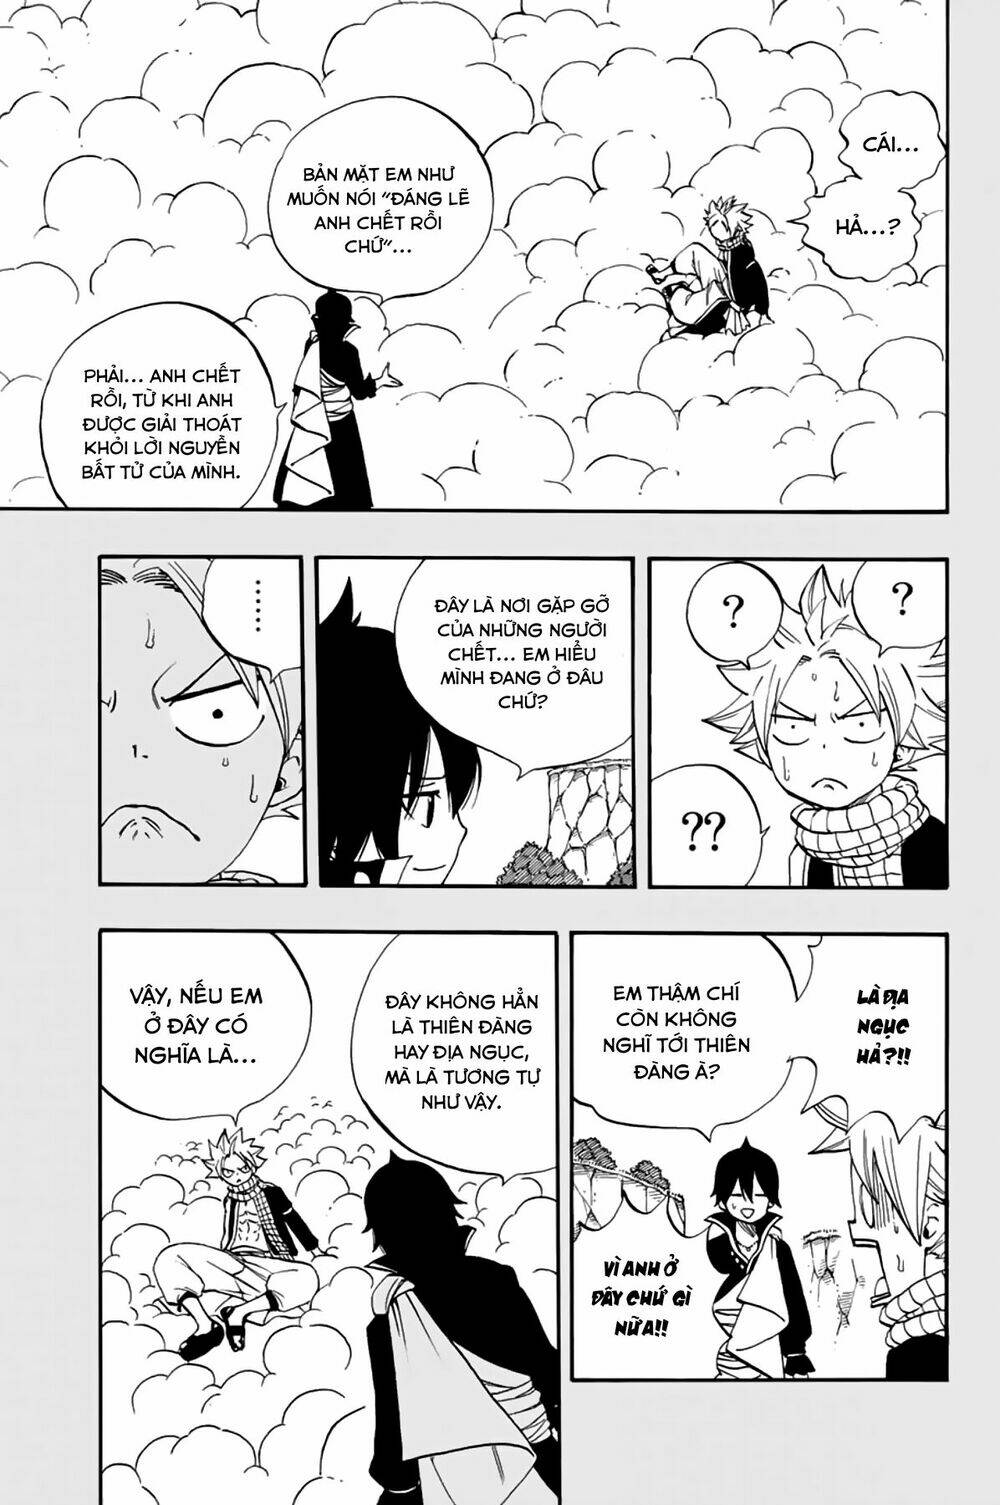 CÁI...
HẢ...?
BẢN MẶT EM NHƯ
MUỐN NÓI "ĐÁNG LẼ
ANH CHẾT RỒI
CHỨ"...
PHẢI... ANH CHẾT
RỒI, TỪ KHI ANH
ĐƯỢC GIẢI THOÁT
KHỎI LỜI NGUYỀN
BẤT TỬ CỦA MÌNH.
?
?
??
ĐÂY LÀ NƠI GẶP GỠ
CỦA NHỮNG NGƯỜI
CHẾT... EM HIỂU
MÌNH ĐANG Ở ĐÂU
CHỨ?
........
LÀ ĐỊA
NGỤC
HẢ?!!
EM THẬM CHÍ
CÒN KHÔNG
NGHĨ TỚI THIÊN
ĐÀNG À?
VÌ ANH Ở
ĐÂY CHỨ GÌ
NỮA!!
ĐÂY KHÔNG HẲN
LÀ THIÊN ĐÀNG
HAY ĐỊA NGỤC,
MÀ LÀ TƯƠNG TỰ
NHƯ VẬY.
VẬY, NẾU EM
Ở ĐÂY CÓ
NGHĨA LÀ...